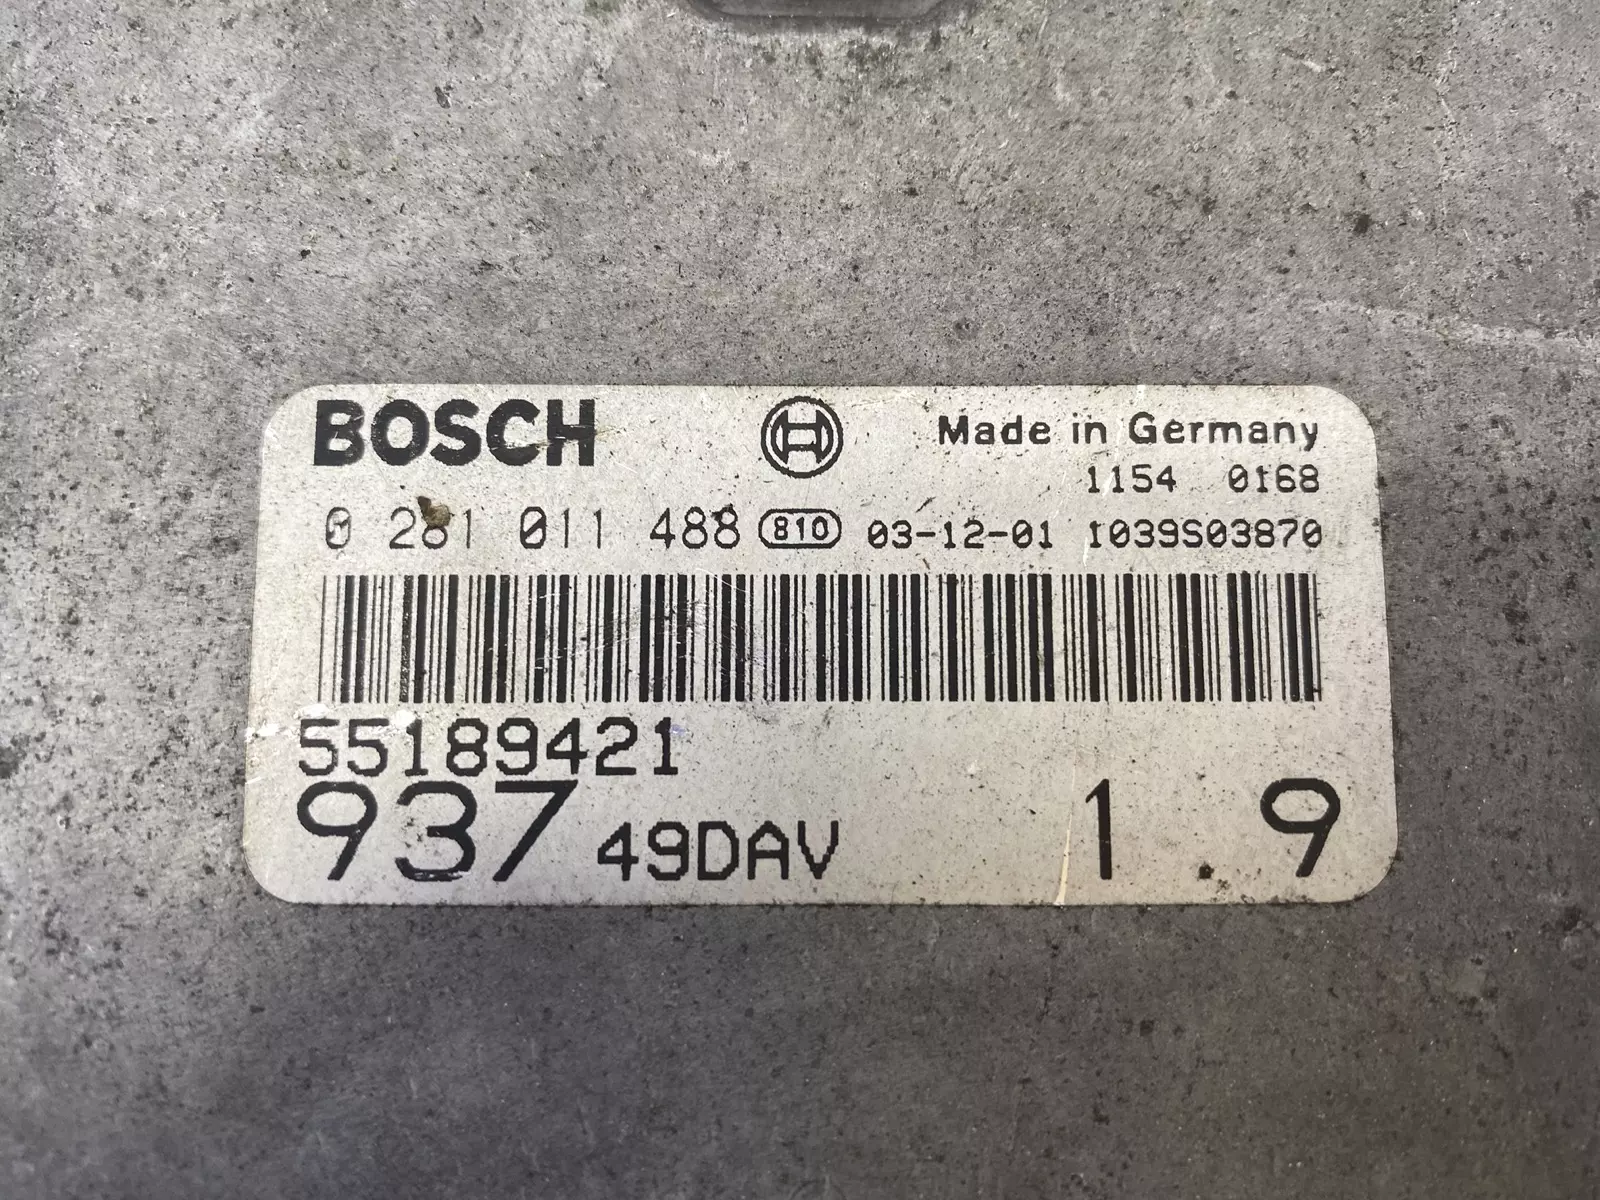 BOSCH Made in Germany
1154 0168
0 281 011 488 810 03-12-01 1039S03870
55189421
937 49DAV 1.9